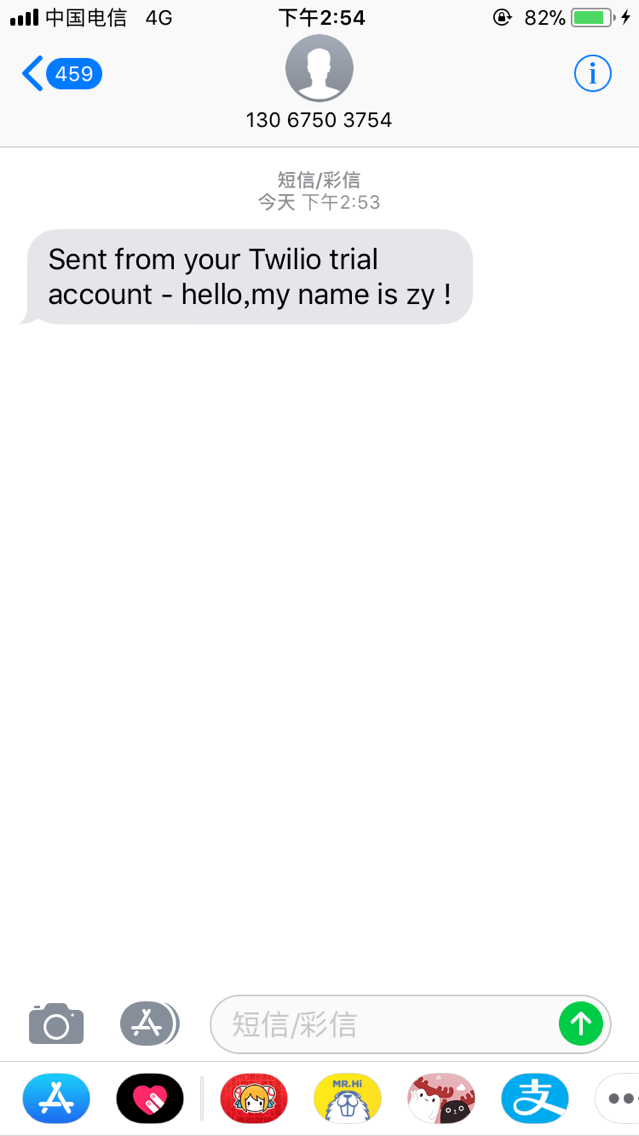 中国电信 4G 下午2:54 82%
459
130 6750 3754
短信/彩信
今天 下午2:53
Sent from your Twilio trial
account - hello,my name is zy !
短信/彩信
MR.Hi
支